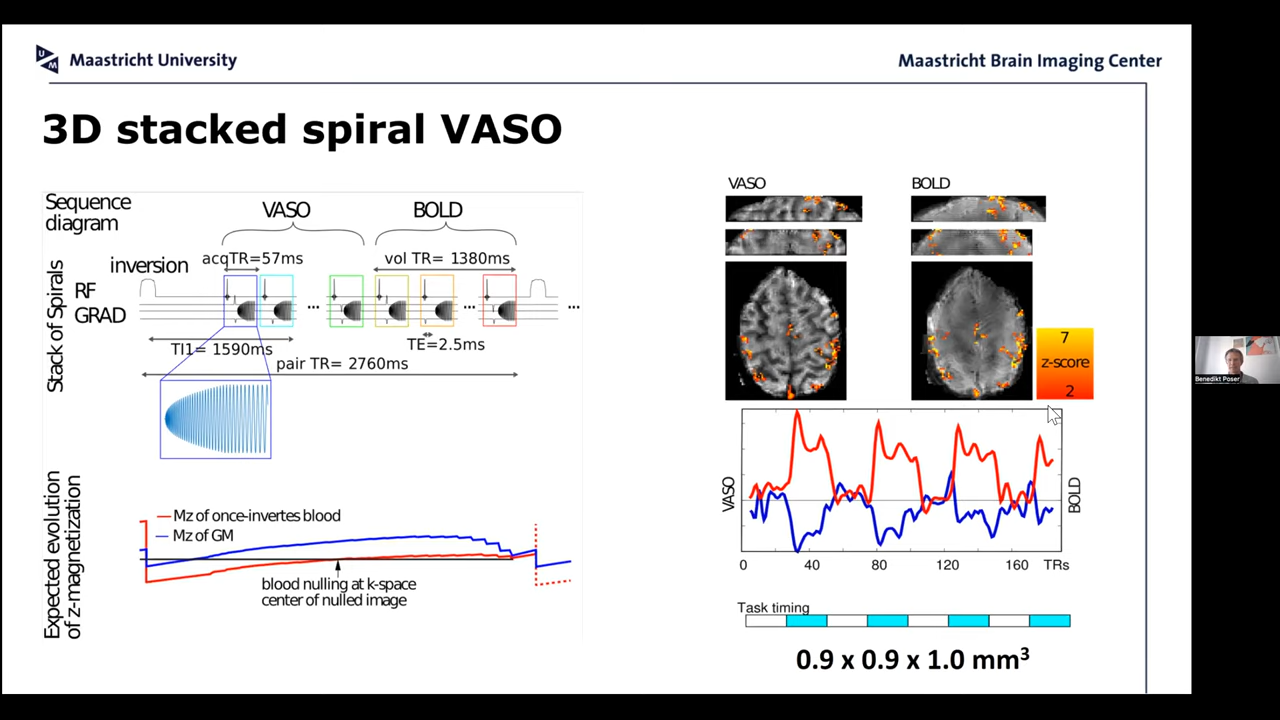 Maastricht University
Maastricht Brain Imaging Center
3D stacked spiral VASO
Sequence
diagram
VASO
BOLD
Stack of Spirals
inversion
acqTR=57ms
vol TR= 1380ms
RF
GRAD
...
...
...
TI1= 1590ms
TE=2.5ms
pair TR= 2760ms
Expected evolution
of z-magnetization
Mz of once-invertes blood
Mz of GM
blood nulling at k-space
center of nulled image
VASO
BOLD
7
z-score
2
VASO
BOLD
0
40
80
120
160
TRs
Task timing
0.9 x 0.9 x 1.0 mm³
Benedikt Poser